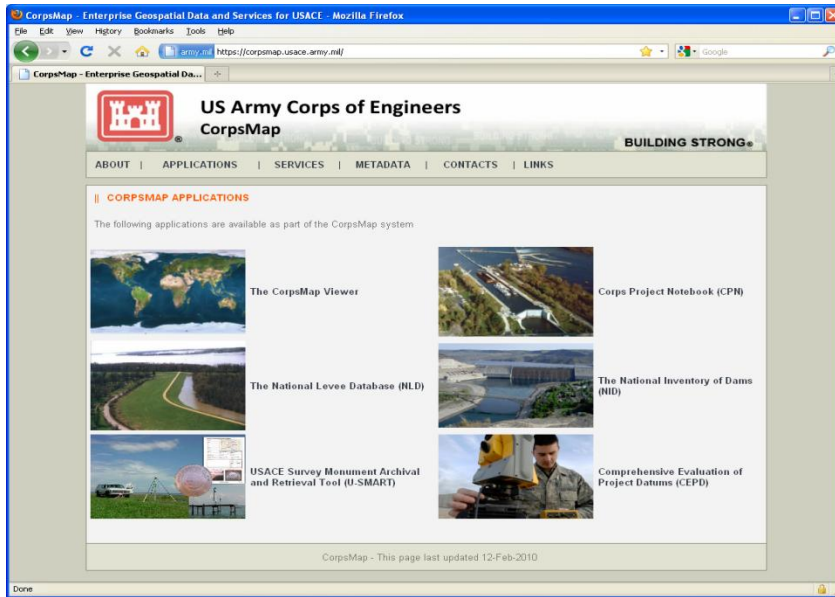 CorpsMap - Enterprise Geospatial Data and Services for USACE - Mozilla Firefox
File Edit View History Bookmarks Tools Help
army.mil https://corpsmap.usace.army.mil/
Google
CorpsMap - Enterprise Geospatial Da...
US Army Corps of Engineers
CorpsMap
®
BUILDING STRONG®
ABOUT | APPLICATIONS | SERVICES | METADATA | CONTACTS | LINKS
|| CORPSMAP APPLICATIONS
The following applications are available as part of the CorpsMap system
The CorpsMap Viewer
Corps Project Notebook (CPN)
The National Levee Database (NLD)
The National Inventory of Dams
(NID)
USACE Survey Monument Archival
and Retrieval Tool (U-SMART)
Comprehensive Evaluation of
Project Datums (CEPD)
CorpsMap - This page last updated 12-Feb-2010
Done